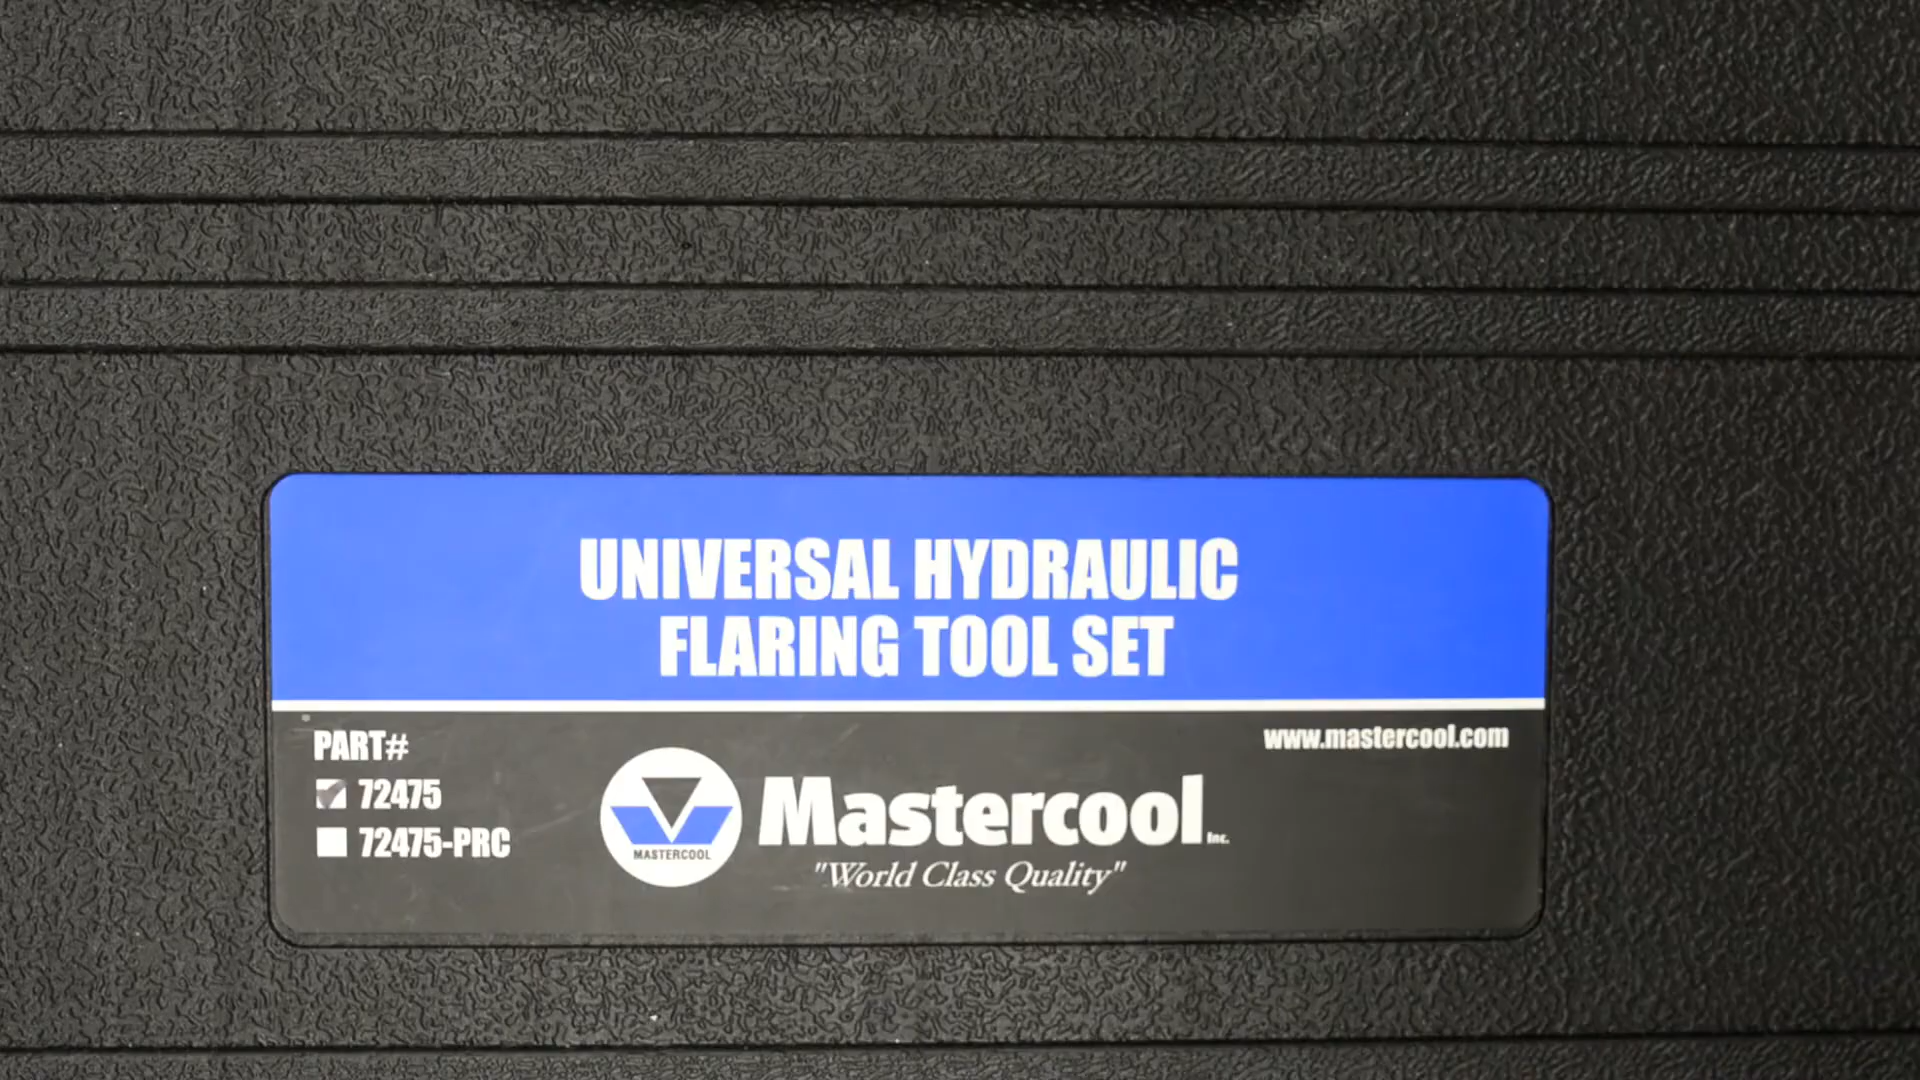 UNIVERSAL HYDRAULIC
FLARING TOOL SET
PART#
72475
72475-PRC
MASTERCOOL
Mastercool Inc.
"World Class Quality"
www.mastercool.com